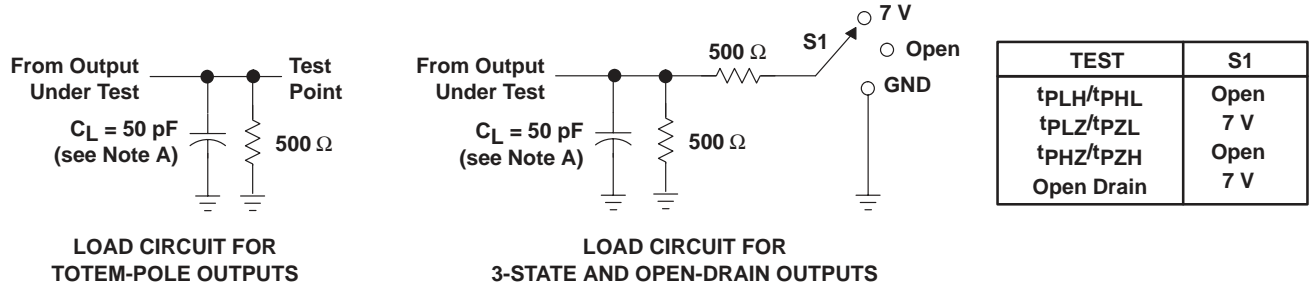 From Output
Under Test
Test
Point
CL = 50 pF
(see Note A)
500 Ω
LOAD CIRCUIT FOR
TOTEM-POLE OUTPUTS
From Output
Under Test
CL = 50 pF
(see Note A)
500 Ω
500 Ω
S1
7 V
Open
GND
LOAD CIRCUIT FOR
3-STATE AND OPEN-DRAIN OUTPUTS
TEST S1
tPLH/tPHL Open
tPLZ/tPZL 7 V
tPHZ/tPZH Open
Open Drain 7 V